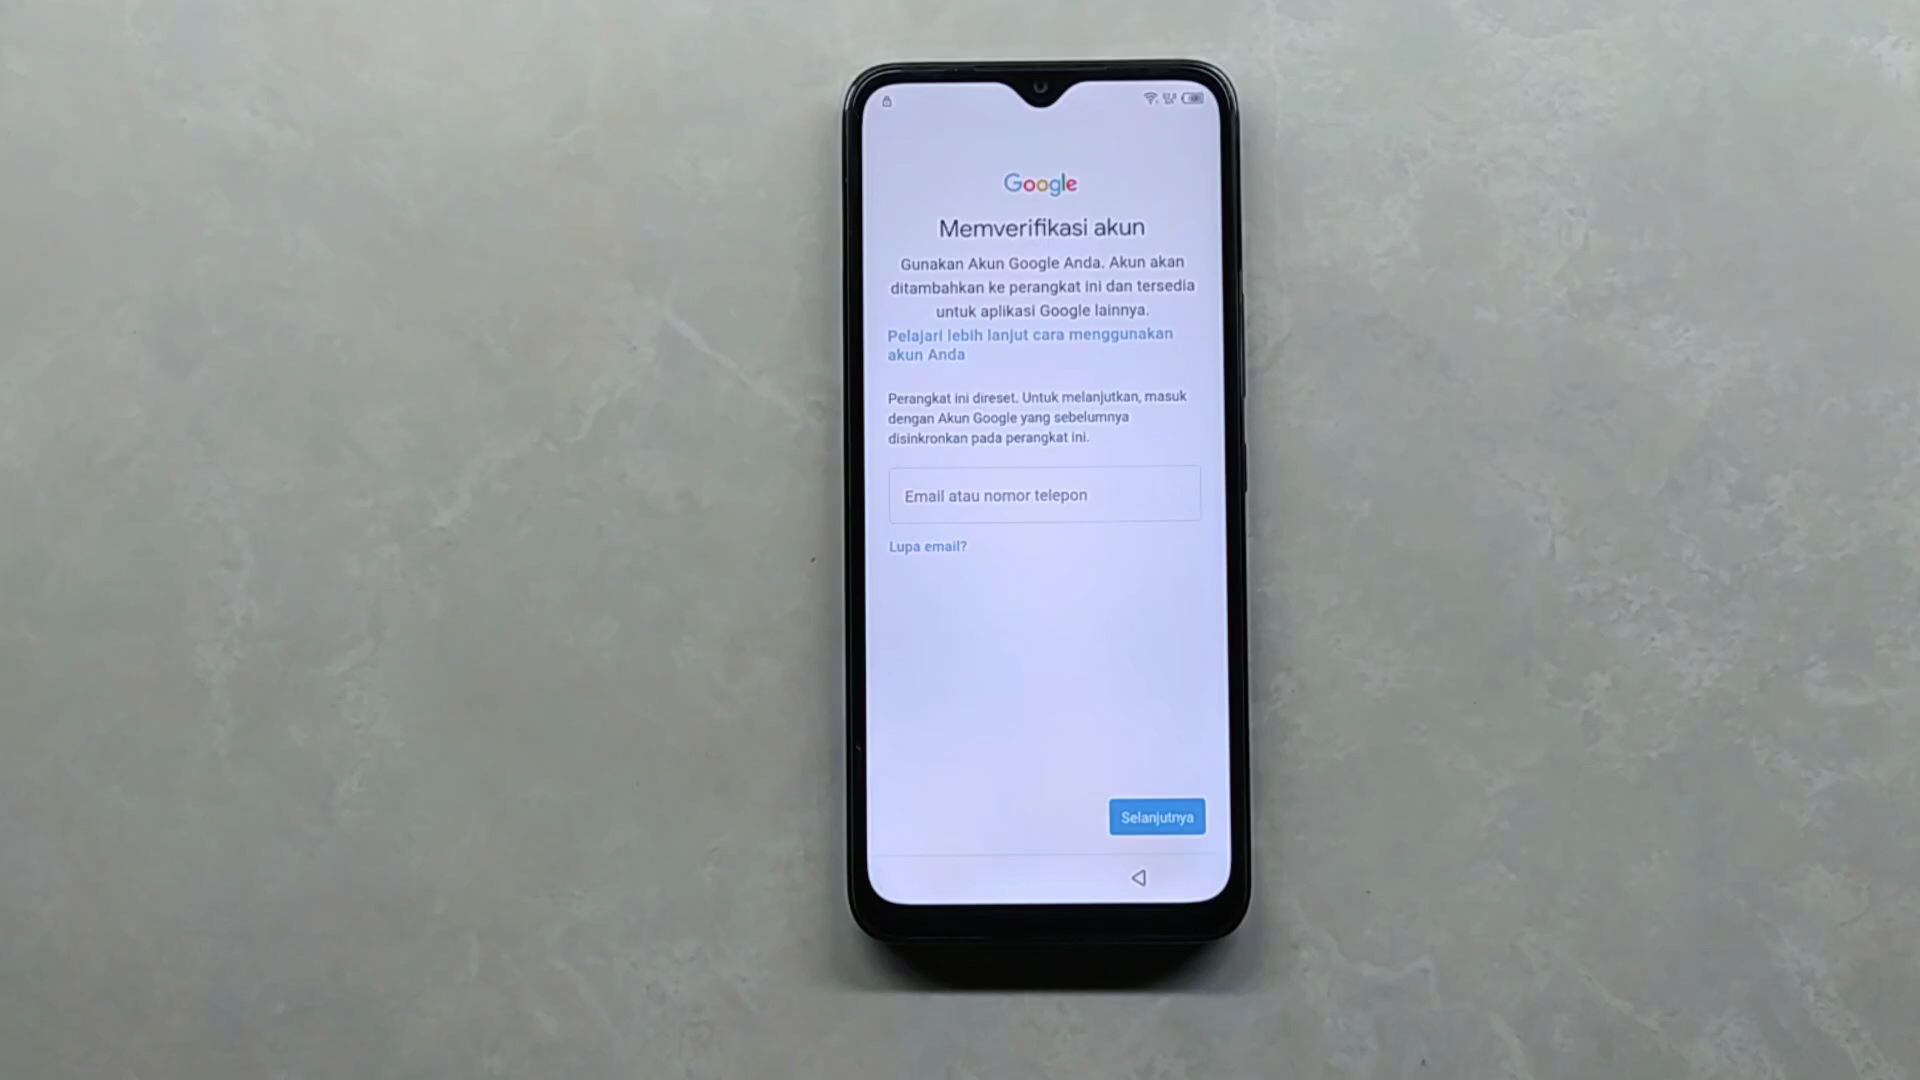 Google
Memverifikasi akun
Gunakan Akun Google Anda. Akun akan
ditambahkan ke perangkat ini dan tersedia
untuk aplikasi Google lainnya.
Pelajari lebih lanjut cara menggunakan
akun Anda
Perangkat ini direset. Untuk melanjutkan, masuk
dengan Akun Google yang sebelumnya
disinkronkan pada perangkat ini.
Email atau nomor telepon
Lupa email?
Selanjutnya